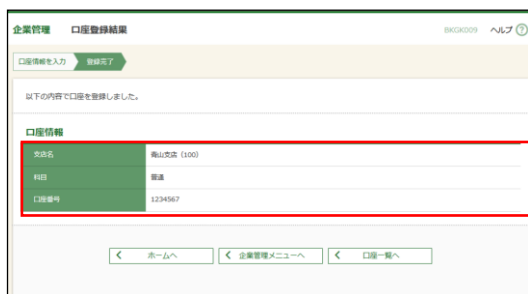 企業管理 口座登録結果 BKGK009 ヘルプ ?
口座情報を入力 登録完了
以下の内容で口座を登録しました。
口座情報
支店名 青山支店(100)
科目 普通
口座番号 1234567
ホームへ 企業管理メニューへ 口座一覧へ